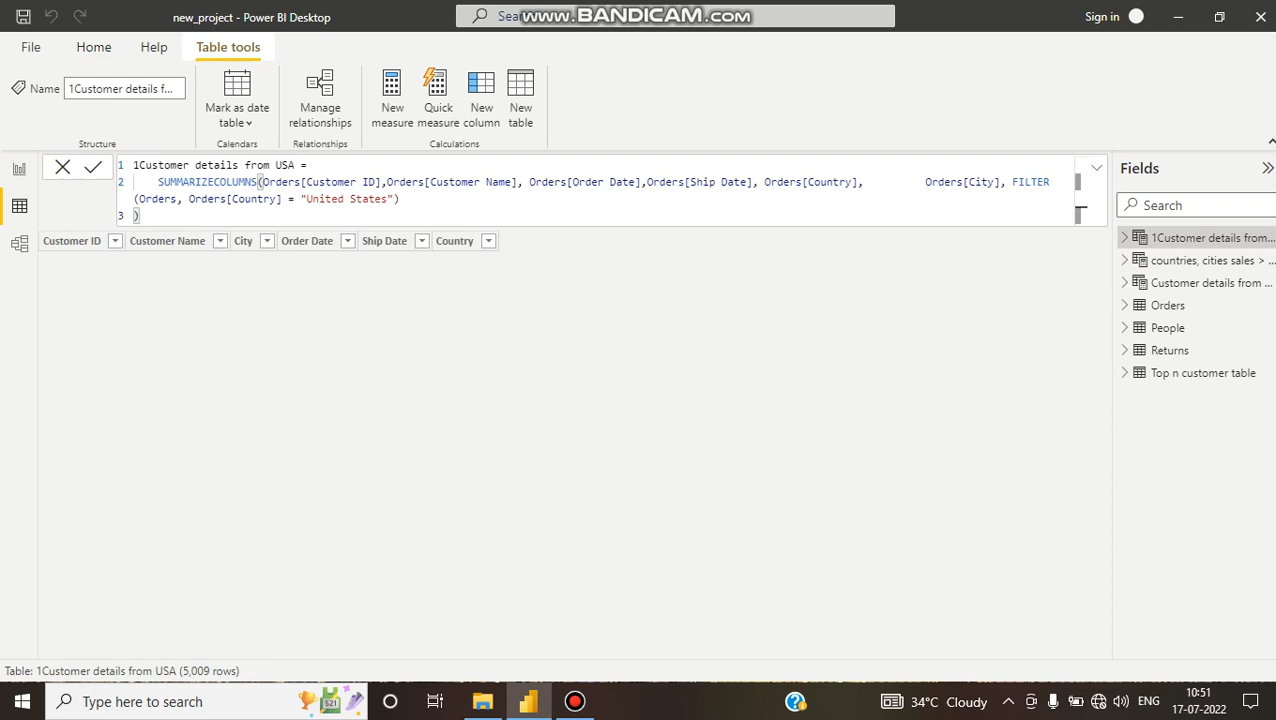 new_project - Power BI Desktop
Sea
www.BANDICAM.com
Sign in
File
Home
Help
Table tools
Name
1Customer details f...
Mark as date
table
Manage
relationships
New
measure
Quick
measure
New
column
New
table
Structure
Calendars
Relationships
Calculations
1 1Customer details from USA =
2 SUMMARIZECOLUMNS(Orders[Customer ID],Orders[Customer Name], Orders[Order Date],Orders[Ship Date], Orders[Country], Orders[City], FILTER
(Orders, Orders[Country] = "United States")
3 )
Customer ID
Customer Name
City
Order Date
Ship Date
Country
Fields
Search
1Customer details from...
countries, cities sales > ...
Customer details from ...
Orders
People
Returns
Top n customer table
Table: 1Customer details from USA (5,009 rows)
Type here to search
521
34°C Cloudy
ENG
10:51
17-07-2022